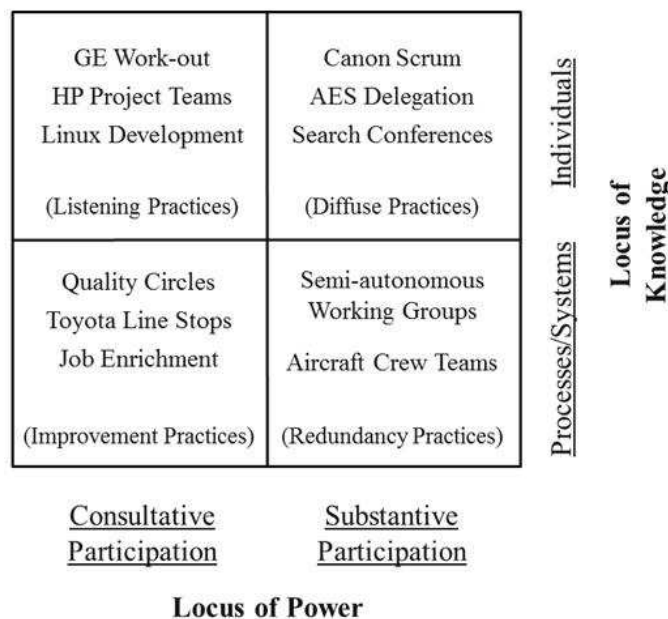 GE Work-out
HP Project Teams
Linux Development
(Listening Practices)
Canon Scrum
AES Delegation
Search Conferences
(Diffuse Practices)
Individuals
Quality Circles
Toyota Line Stops
Job Enrichment
(Improvement Practices)
Semi-autonomous
Working Groups
Aircraft Crew Teams
(Redundancy Practices)
Processes/Systems
Locus of
Knowledge
Consultative
Participation
Substantive
Participation
Locus of Power